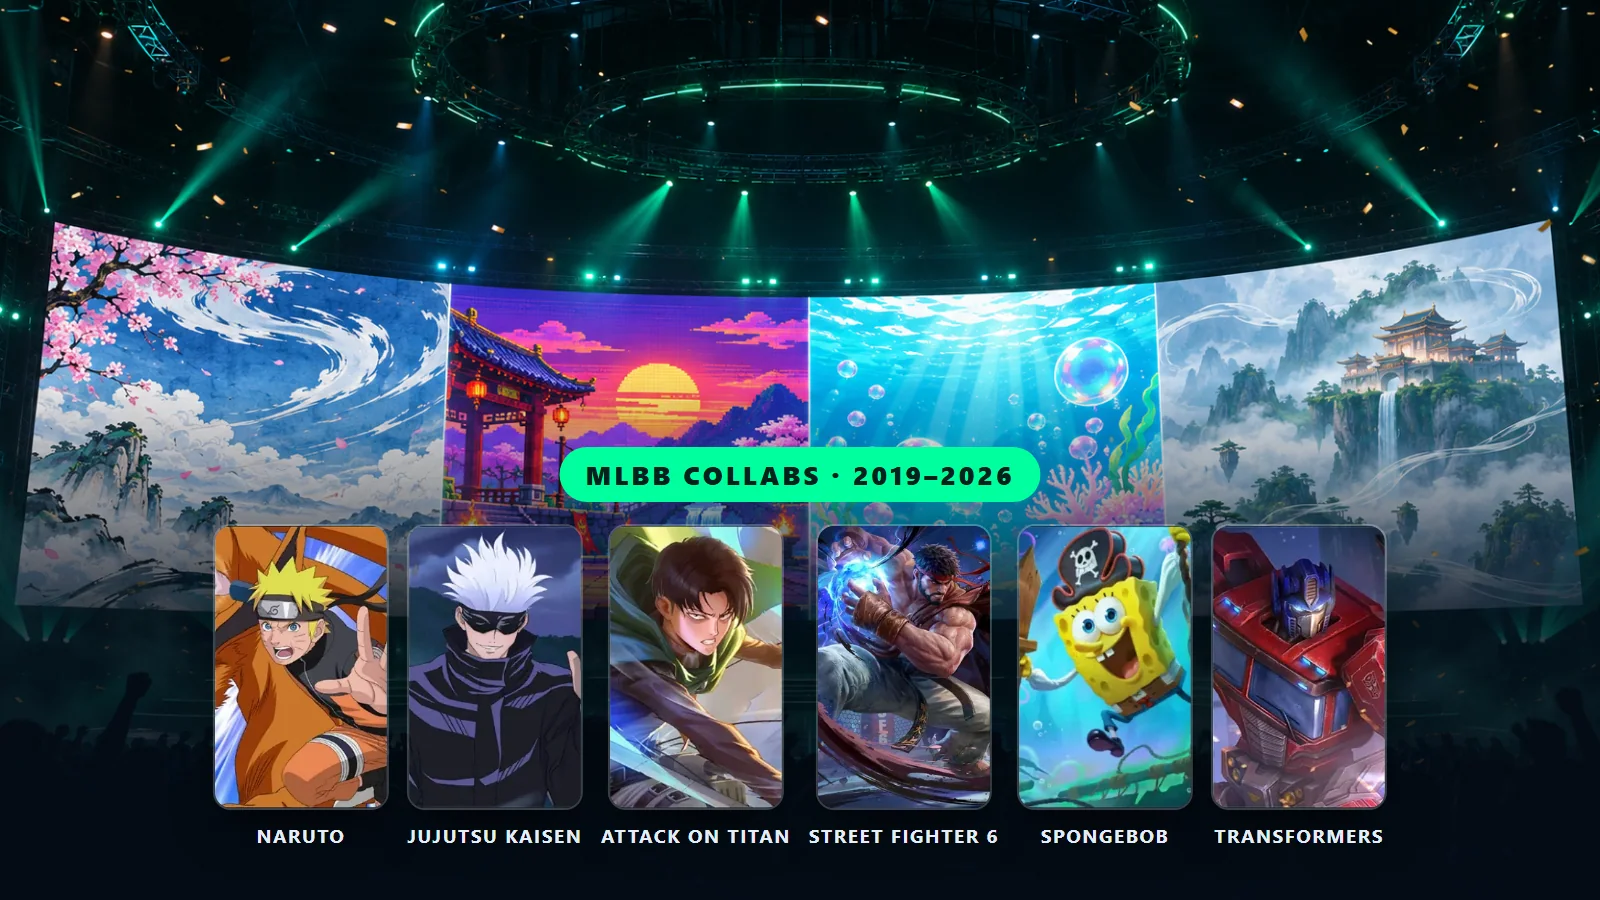 MLBB COLLABS · 2019–2026
NARUTO
JUJUTSU KAISEN
ATTACK ON TITAN
STREET FIGHTER 6
SPONGEBOB
TRANSFORMERS